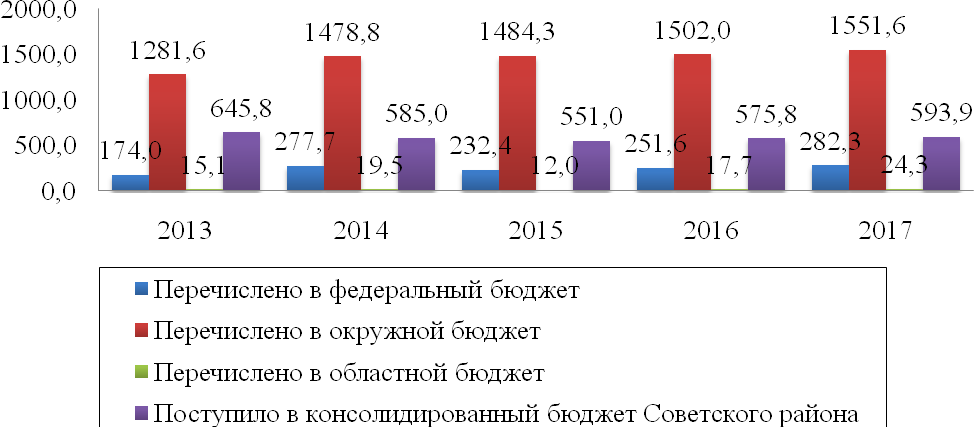 2000,0
1500,0
1000,0
500,0
0,0
174,0 1281,6 15,1 645,8
277,7 1478,8 19,5 585,0
232,4 1484,3 12,0 551,0
251,6 1502,0 17,7 575,8
282,3 1551,6 24,3 593,9
2013 2014 2015 2016 2017
Перечислено в федеральный бюджет
Перечислено в окружной бюджет
Перечислено в областной бюджет
Поступило в консолидированный бюджет Советского района